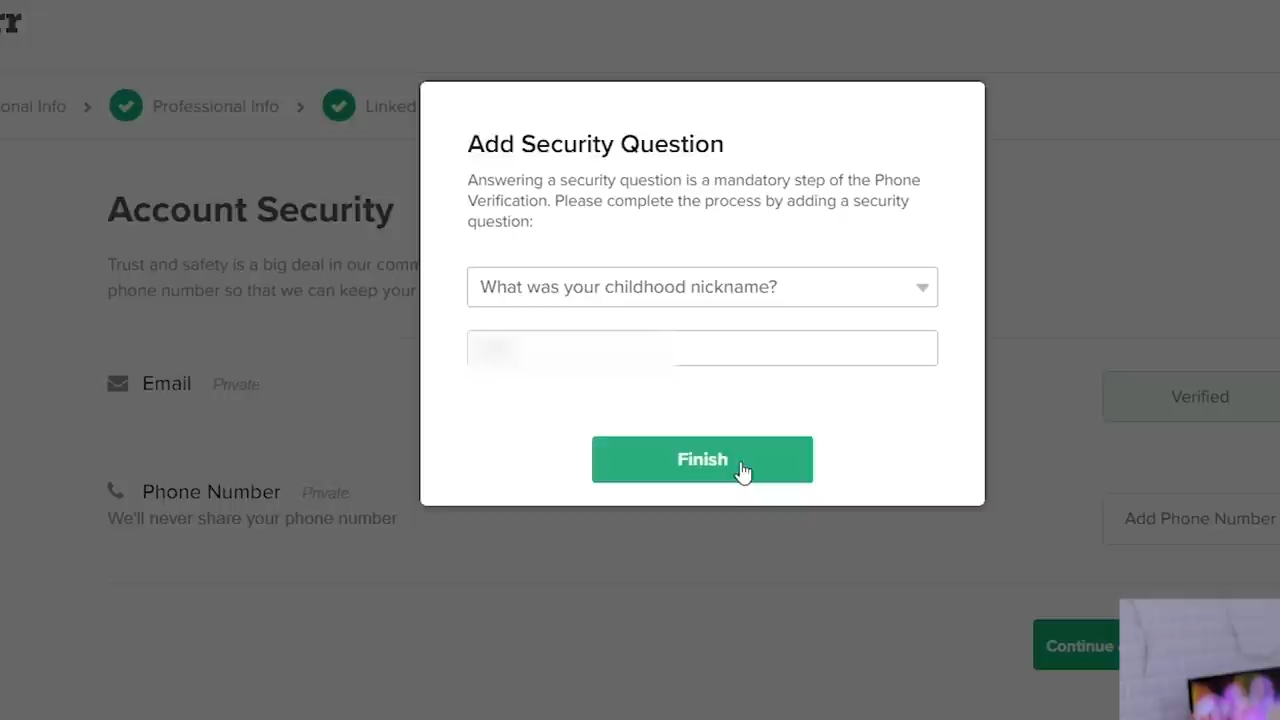 rr
onal Info > Professional Info > Linked
Add Security Question
Answering a security question is a mandatory step of the Phone
Verification. Please complete the process by adding a security
question:
What was your childhood nickname?
Finish
Account Security
Trust and safety is a big deal in our comm
phone number so that we can keep your
Email Private
Verified
Phone Number Private
We'll never share your phone number
Add Phone Number
Continue